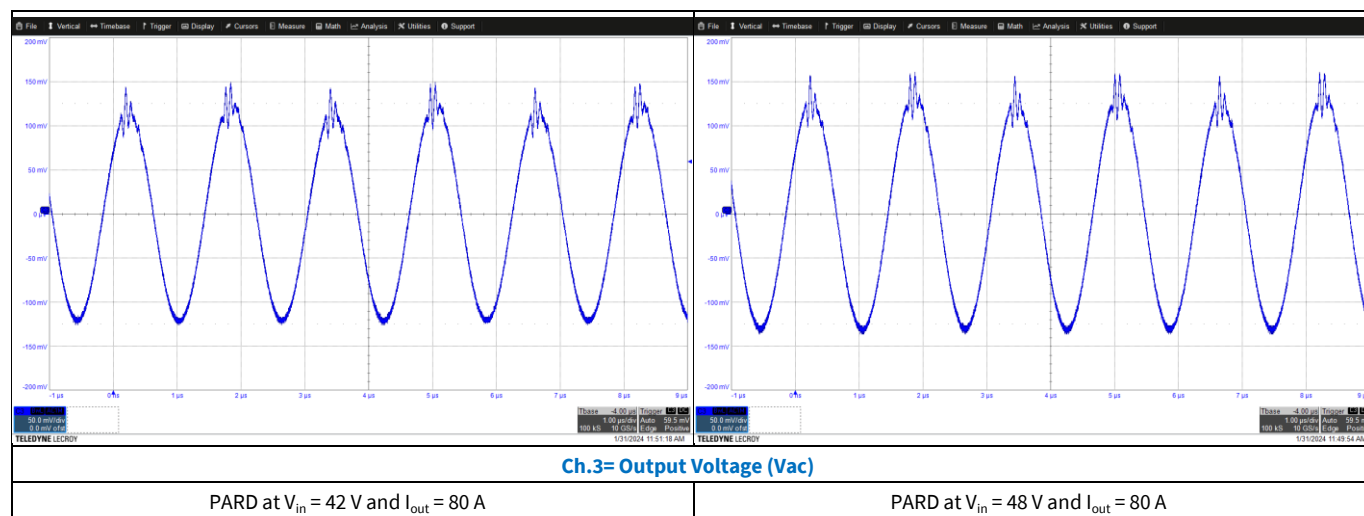 File Vertical Timebase Trigger Display Cursors Measure Math Analysis Utilities Support
200 mV
150 mV
100 mV
50 mV
0 µV
-50 mV
-100 mV
-150 mV
-200 mV
-1 µs 0 ns 1 µs 2 µs 3 µs 4 µs 5 µs 6 µs 7 µs 8 µs 9 µs
50.0 mV/div
0.0 mV ofst
Tbase -4.00 µs Trigger
1.00 µs/div Auto 59.5 mV
100 kS 10 GS/s Edge Positive
TELEDYNE LECROY
1/31/2024 11:51:18 AM
File Vertical Timebase Trigger Display Cursors Measure Math Analysis Utilities Support
200 mV
150 mV
100 mV
50 mV
0 µV
-50 mV
-100 mV
-150 mV
-200 mV
-1 µs 0 ns 1 µs 2 µs 3 µs 4 µs 5 µs 6 µs 7 µs 8 µs 9 µs
50.0 mV/div
0.0 mV ofst
Tbase -4.00 µs Trigger
1.00 µs/div Auto 59.5 m
100 kS 10 GS/s Edge Positiv
TELEDYNE LECROY
1/31/2024 11:49:54 AM
Ch.3= Output Voltage (Vac)
PARD at Vin = 42 V and Iout = 80 A
PARD at Vin = 48 V and Iout = 80 A